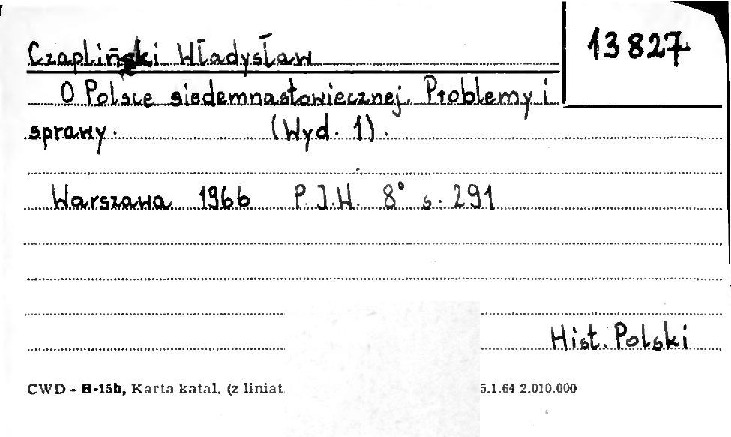 13827
Czapliński Władysław
O Polsce siedemnastowiecznej. Problemy i
sprawy. (Wyd. 1).
Warszawa 1966 P.I.W. 8° s. 291
Hist. Polski
CWD - H-15b, Karta katal. (z liniat. 5.1.64 2.010.000